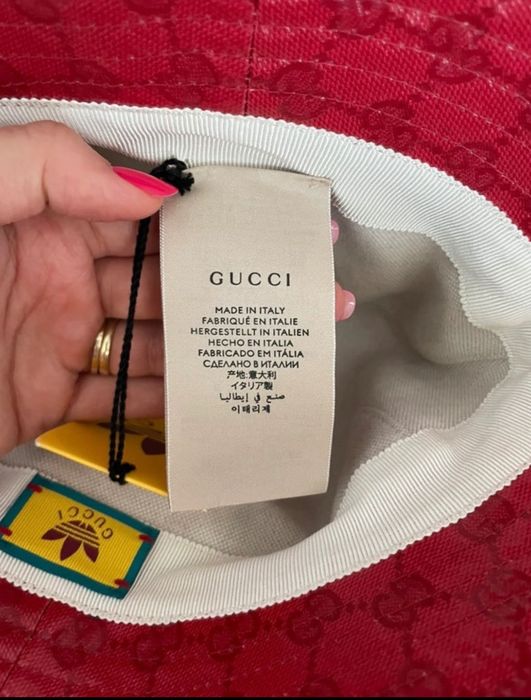 GUCCI
MADE IN ITALY
FABRIQUÉ EN ITALIE
HERGESTELLT IN ITALIEN
HECHO EN ITALIA
FABRICADO EM ITÁLIA
СДЕЛАНО В ИТАЛИИ
产地:意大利
イタリア製
صنع في إيطاليا
이태리제
GUCCI